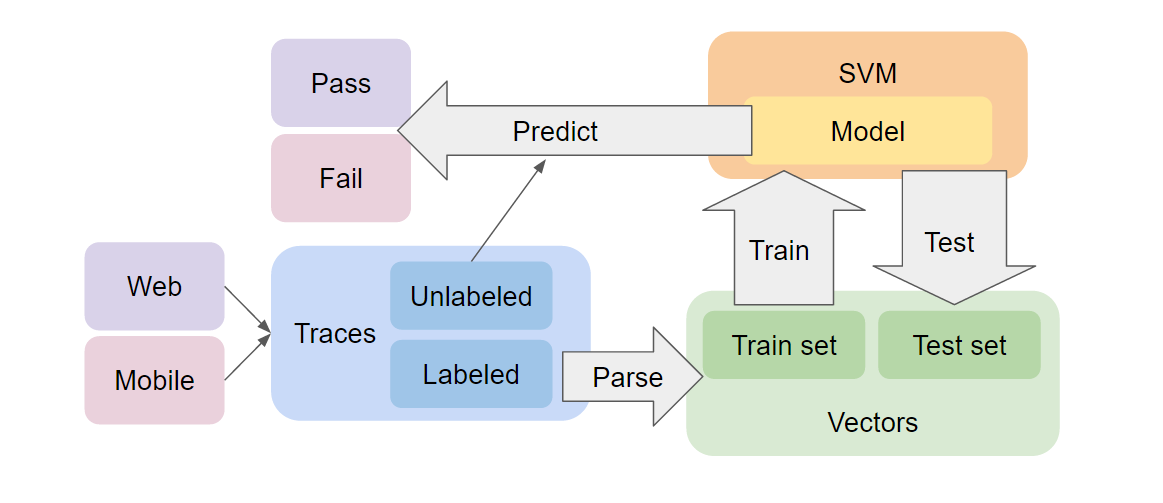 Pass
SVM
Predict
Model
Fail
Train
Test
Web
Unlabeled
Traces
Mobile
Labeled
Parse
Train set
Test set
Vectors